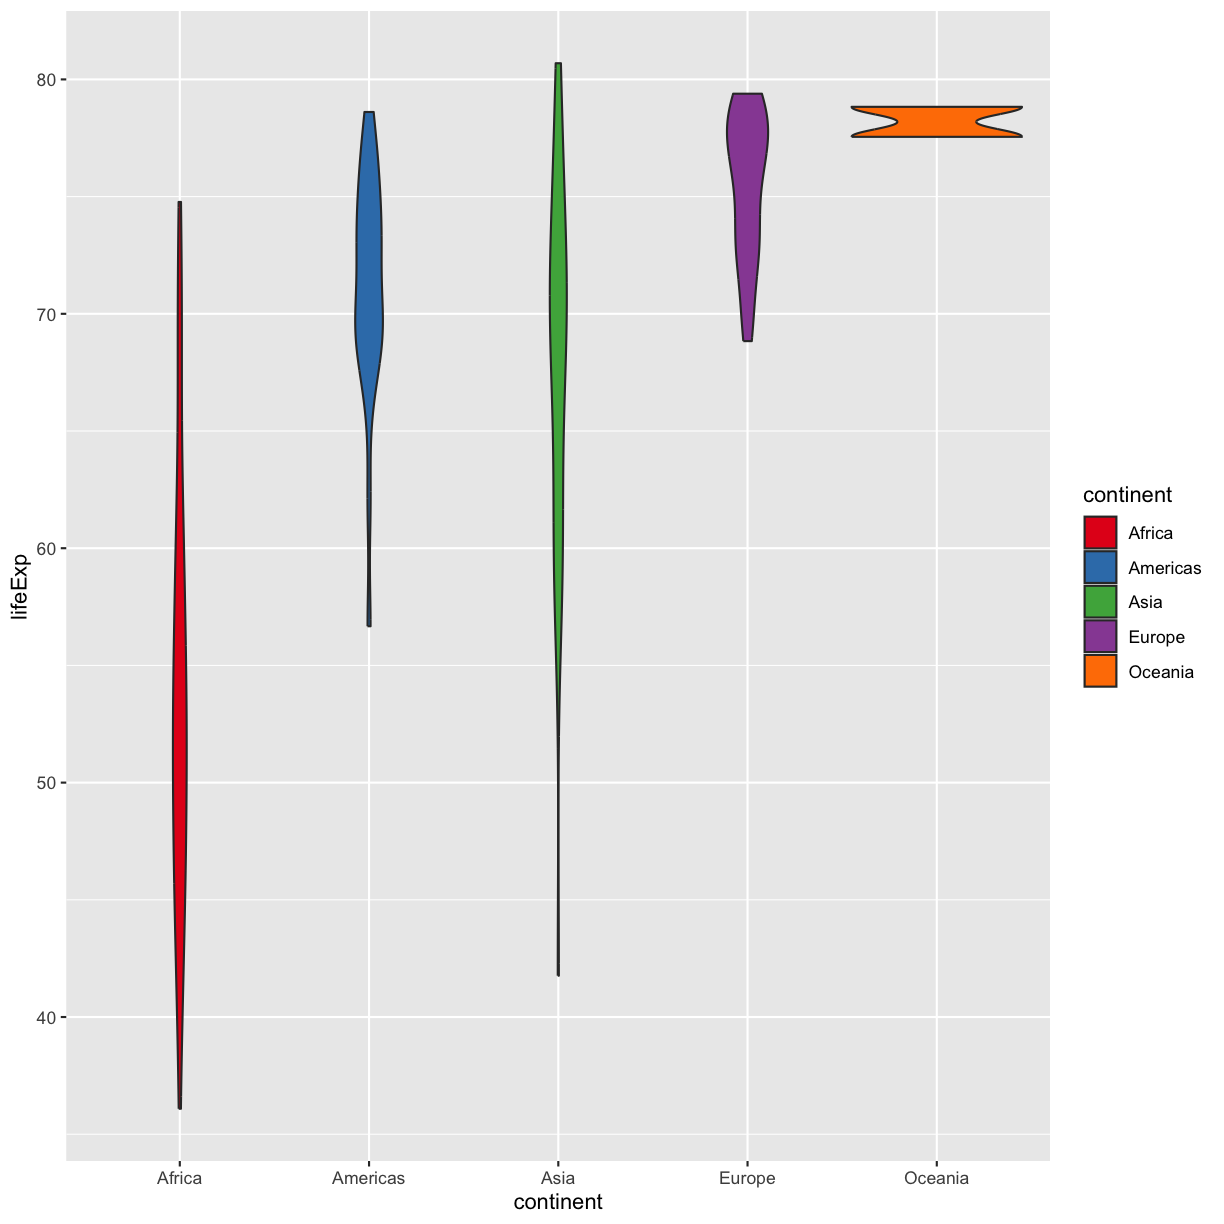 80
70
60
50
40
lifeExp
Africa
Americas
Asia
Europe
Oceania
continent
continent
Africa
Americas
Asia
Europe
Oceania